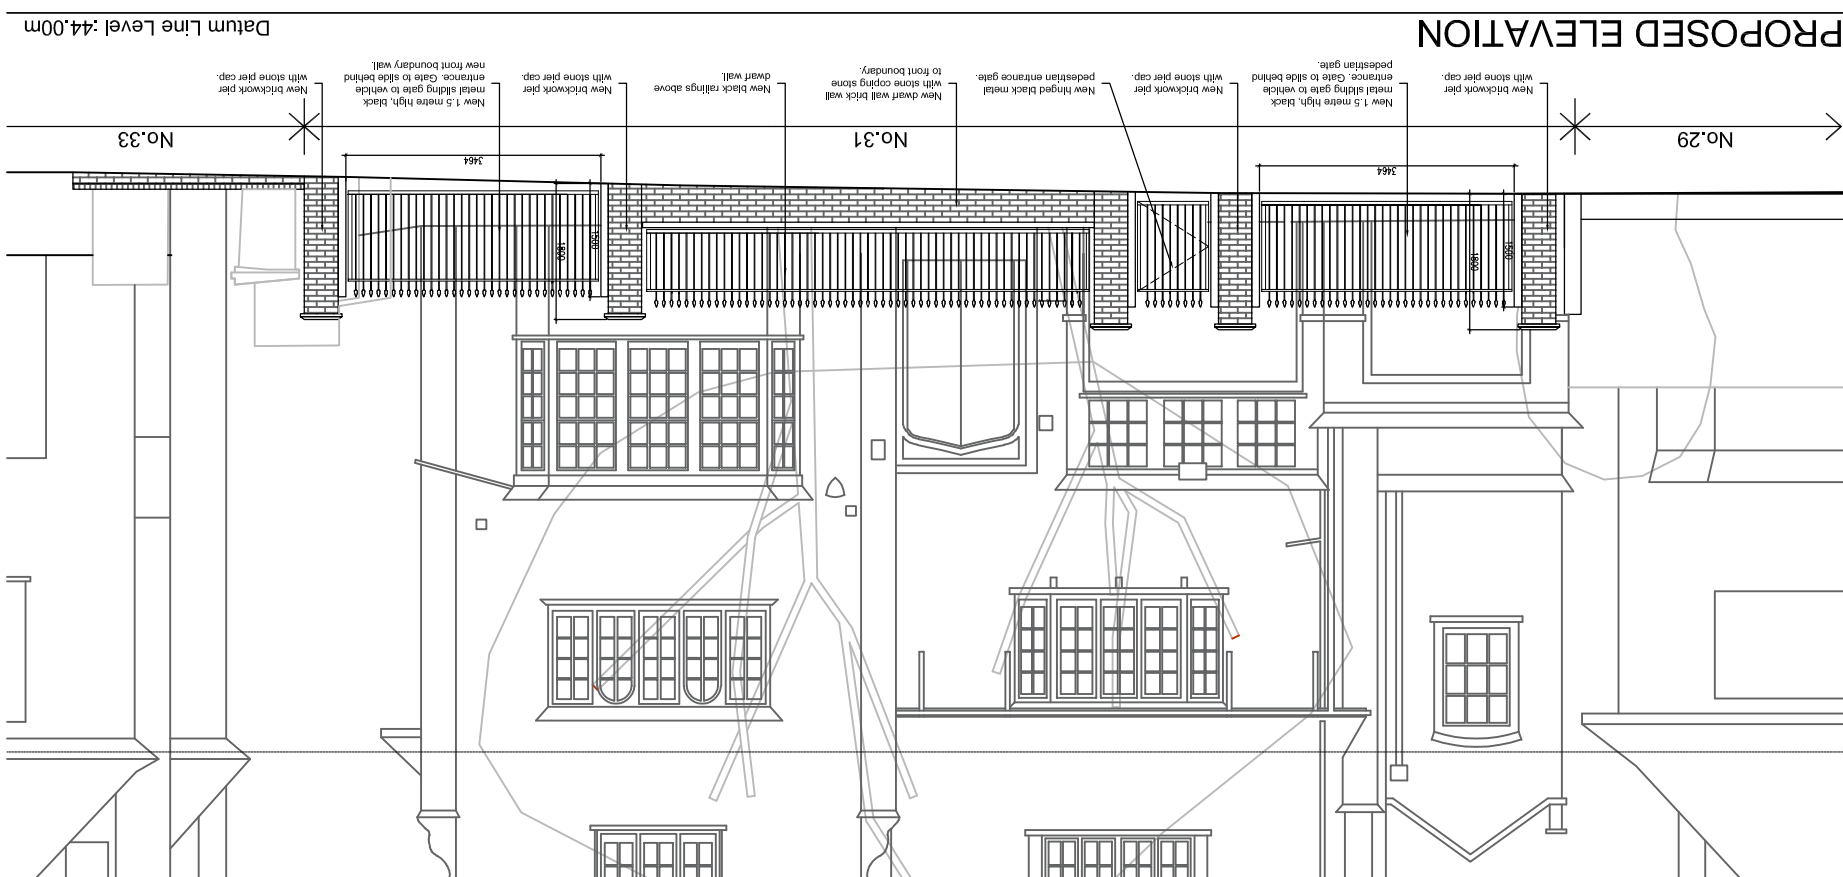 1800
1500
1800
1500
3464
3464
No.29
No.31
No.33
New brickwork pier
with stone pier cap.
New 1.5 metre high, black
metal sliding gate to vehicle
entrance. Gate to slide behind
pedestrian gate.
New brickwork pier
with stone pier cap.
New hinged black metal
pedestrian entrance gate.
New dwarf wall brick wall
with stone coping stone
to front boundary.
New black railings above
dwarf wall.
New brickwork pier
with stone pier cap.
New 1.5 metre high, black
metal sliding gate to vehicle
entrance. Gate to slide behind
new front boundary wall.
New brickwork pier
with stone pier cap.
PROPOSED ELEVATION
Datum Line Level :44.00m